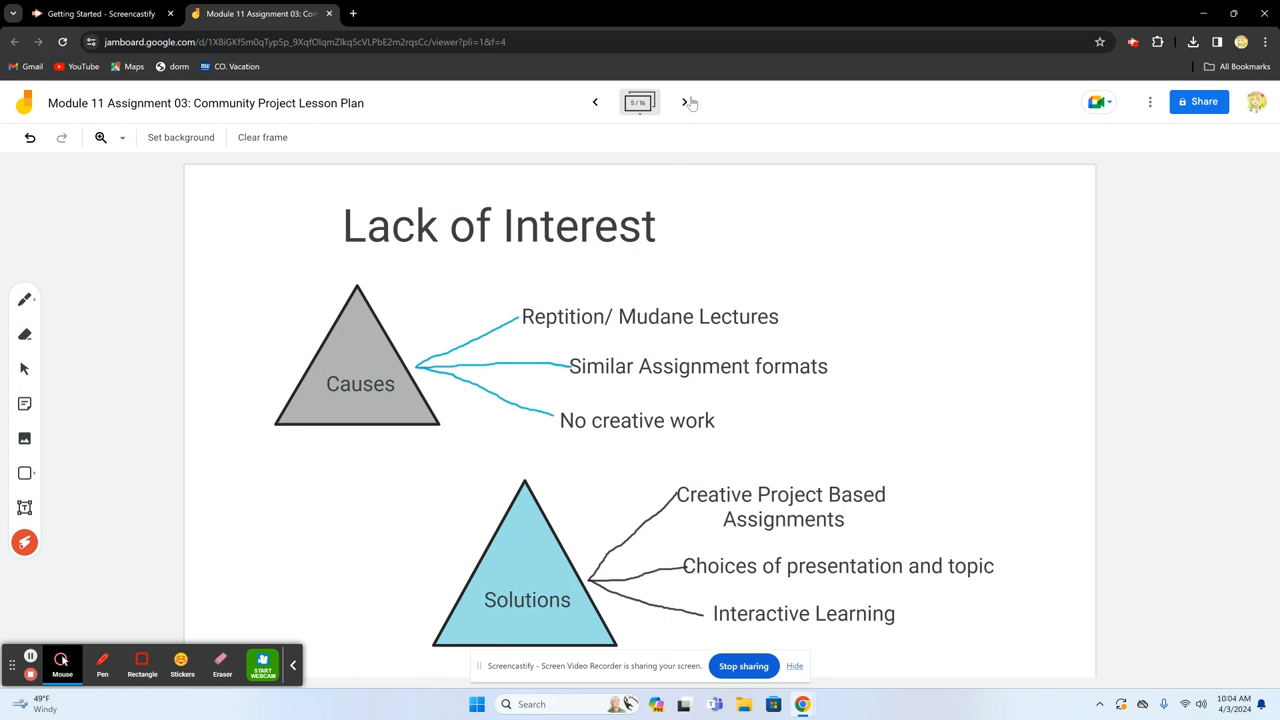 Getting Started - Screencastify
Module 11 Assignment 03: Con
jamboard.google.com/d/1X8iGKf5m0qTyp5p_9XqfOIqmZlkq5cVLPbE2m2rqsCc/viewer?pli=1&f=4
Gmail YouTube Maps dorm CO. Vacation All Bookmarks
Module 11 Assignment 03: Community Project Lesson Plan
5 / 16
Share
Set background Clear frame
Lack of Interest
Causes
Reptition/ Mudane Lectures
Similar Assignment formats
No creative work
Solutions
Creative Project Based
Assignments
Choices of presentation and topic
Interactive Learning
Mouse Pen Rectangle Stickers Eraser START
WEBCAM
Screencastify - Screen Video Recorder is sharing your screen. Stop sharing Hide
49°F
Windy
Search
10:04 AM
4/3/2024